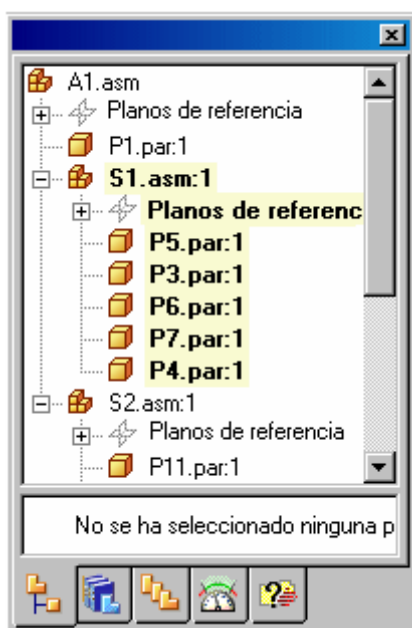 A1.asm
Planos de referencia
P1.par:1
S1.asm:1
Planos de referenc
P5.par:1
P3.par:1
P6.par:1
P7.par:1
P4.par:1
S2.asm:1
Planos de referencia
P11.par:1
No se ha seleccionado ninguna p